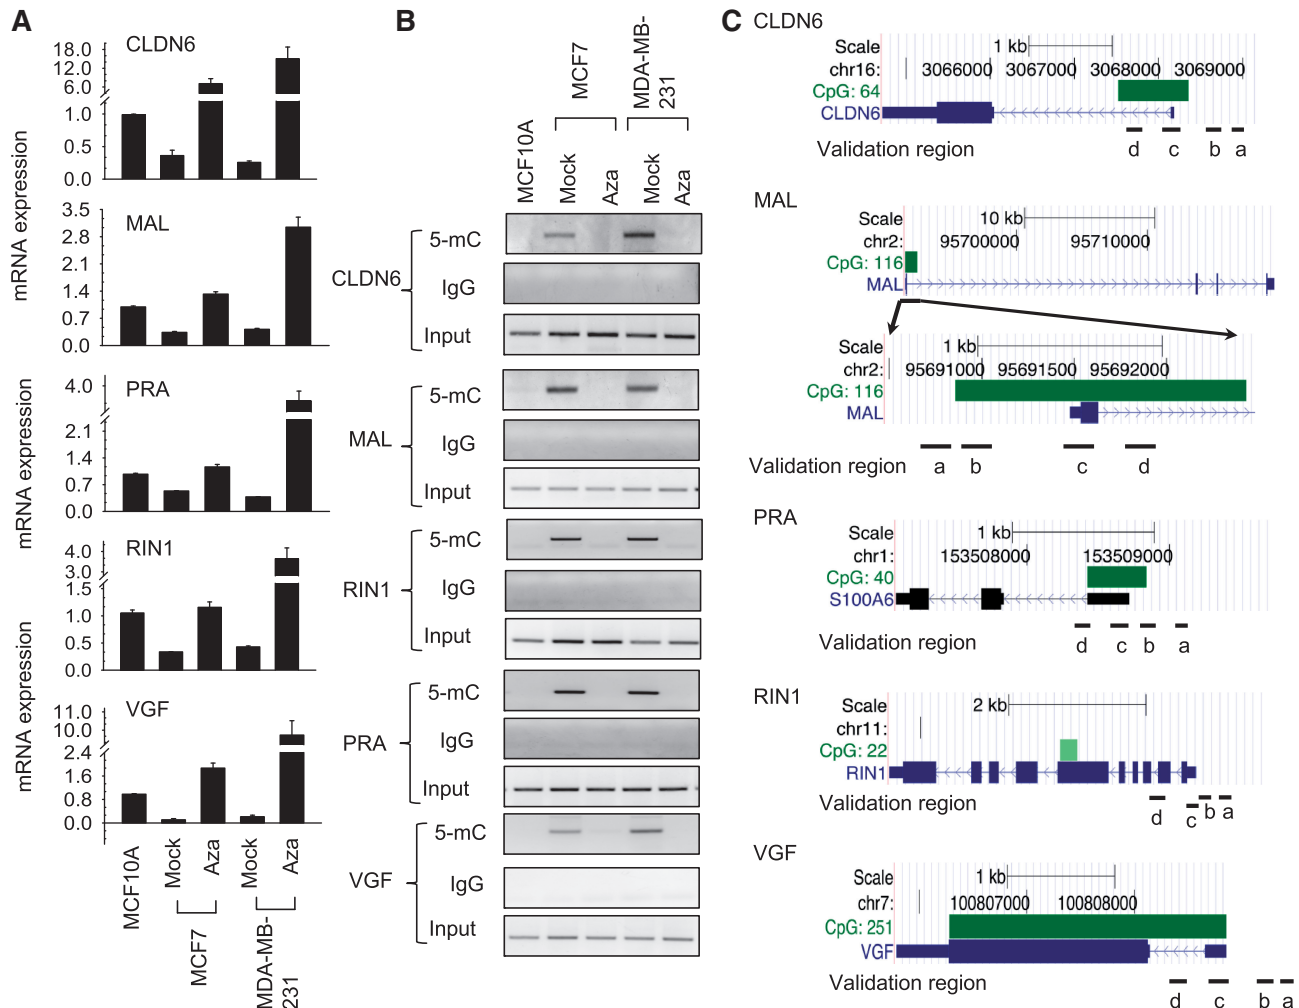 A
CLDN6
18.0
12.0
6.0
1.0
0.5
0.0
mRNA expression
MAL
3.5
2.8
2.1
1.4
0.7
0.0
PRA
4.0
2.1
1.4
0.7
0.0
mRNA expression
RIN1
4.0
3.0
1.5
1.0
0.5
0.0
VGF
11.0
10.0
2.4
1.6
0.8
0.0
mRNA expression
MCF10A
Mock
Aza
Mock
Aza
MCF7
MDA-MB-
231
B
MCF7
MDA-MB-
231
MCF10A
Mock
Aza
Mock
Aza
CLDN6
5-mC
IgG
Input
MAL
5-mC
IgG
Input
RIN1
5-mC
IgG
Input
PRA
5-mC
IgG
Input
VGF
5-mC
IgG
Input
C
CLDN6
Scale 1 kb
chr16: 3066000 3067000 3068000 3069000
CpG: 64
CLDN6
Validation region d c b a
MAL
Scale 10 kb
chr2: 95700000 95710000
CpG: 116
MAL
Scale 1 kb
chr2: 95691000 95691500 95692000
CpG: 116
MAL
Validation region a b c d
PRA
Scale 1 kb
chr1: 153508000 153509000
CpG: 40
S100A6
Validation region d c b a
RIN1
Scale 2 kb
chr11:
CpG: 22
RIN1
Validation region d c b a
VGF
Scale 1 kb
chr7: 100807000 100808000
CpG: 251
VGF
Validation region d c b a